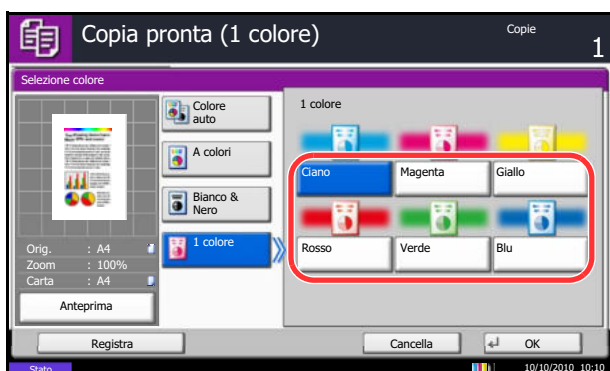 Copia pronta (1 colore)
Copie
1
Selezione colore
Colore
auto
A colori
Bianco &
Nero
1 colore
1 colore
Ciano
Magenta
Giallo
Rosso
Verde
Blu
Orig. : A4
Zoom : 100%
Carta : A4
Anteprima
Registra
Cancella
OK
Stato
10/10/2010 10:10